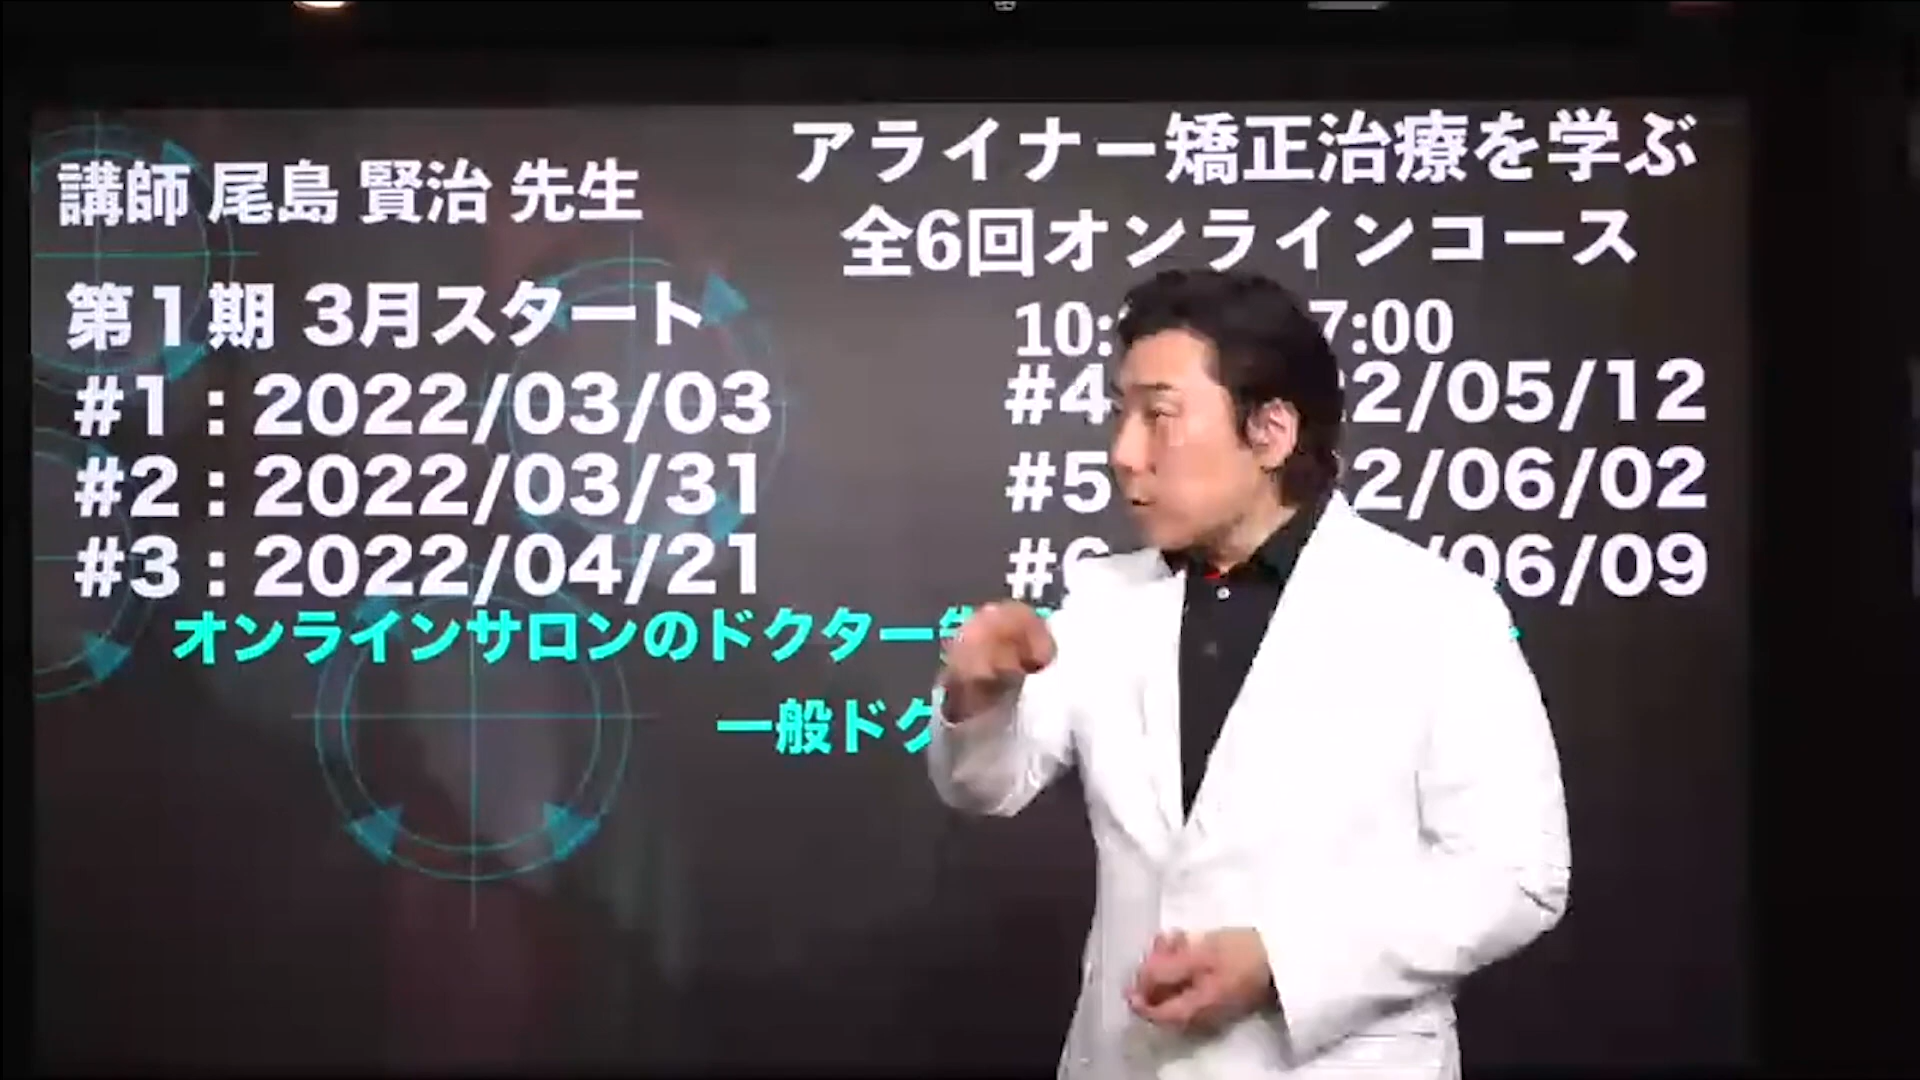 アライナー矯正治療を学ぶ
全6回オンラインコース
講師 尾島 賢治 先生
第1期 3月スタート
#1 : 2022/03/03
#2 : 2022/03/31
#3 : 2022/04/21
7:00
#4 2/05/12
#5 2/06/02
/06/09
オンラインサロンのドクター
一般ドク